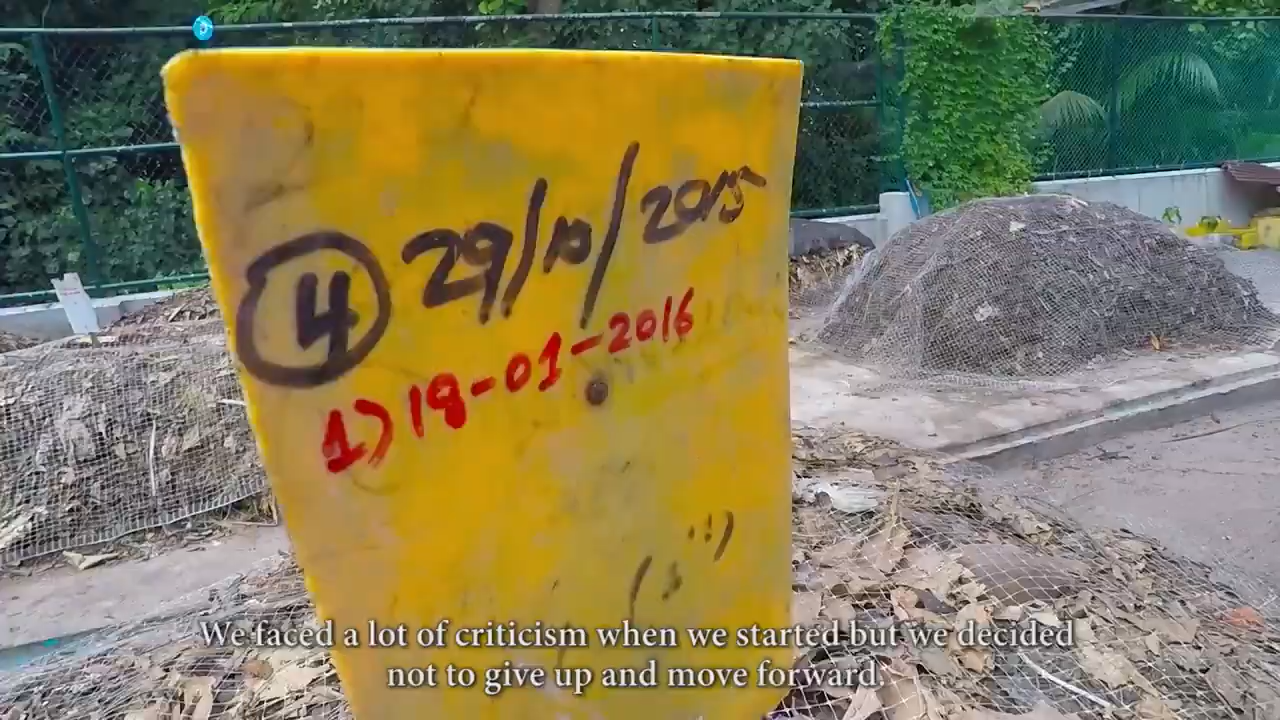 ④ 29/10/2015
1) 18-01-2016
We faced a lot of criticism when we started but we decided
not to give up and move forward.